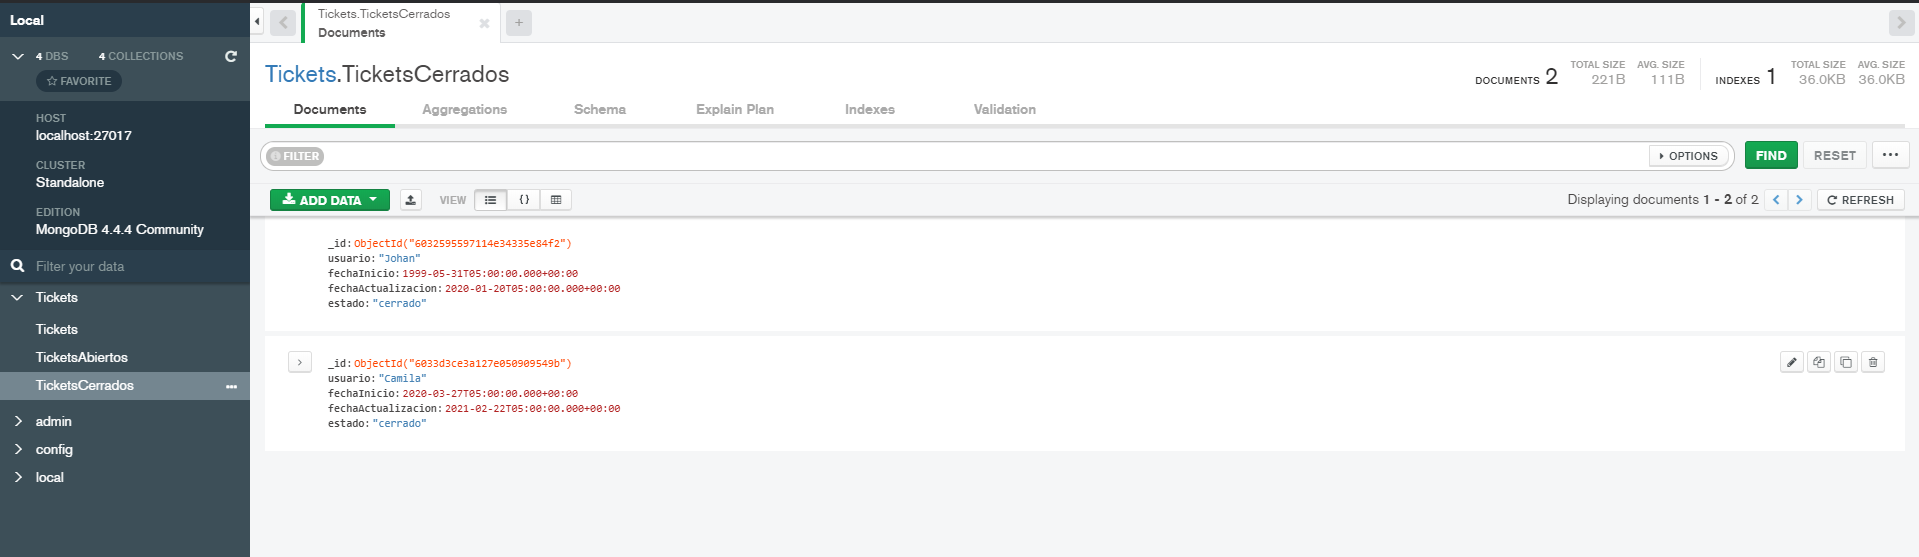 Local
4 DBS 4 COLLECTIONS
FAVORITE
HOST
localhost:27017
CLUSTER
Standalone
EDITION
MongoDB 4.4.4 Community
Filter your data
Tickets
Tickets
TicketsAbiertos
TicketsCerrados
admin
config
local
Tickets.TicketsCerrados
Documents
Tickets.TicketsCerrados
DOCUMENTS 2 TOTAL SIZE 221B AVG. SIZE 111B INDEXES 1 TOTAL SIZE 36.0KB AVG. SIZE 36.0KB
Documents Aggregations Schema Explain Plan Indexes Validation
FILTER OPTIONS FIND RESET
ADD DATA VIEW {} Displaying documents 1 - 2 of 2 REFRESH
_id: ObjectId("6032595597114e34335e84f2")
usuario: "Johan"
fechaInicio: 1999-05-31T05:00:00.000+00:00
fechaActualizacion: 2020-01-20T05:00:00.000+00:00
estado: "cerrado"
_id: ObjectId("6033d3ce3a127e050909549b")
usuario: "Camila"
fechaInicio: 2020-03-27T05:00:00.000+00:00
fechaActualizacion: 2021-02-22T05:00:00.000+00:00
estado: "cerrado"